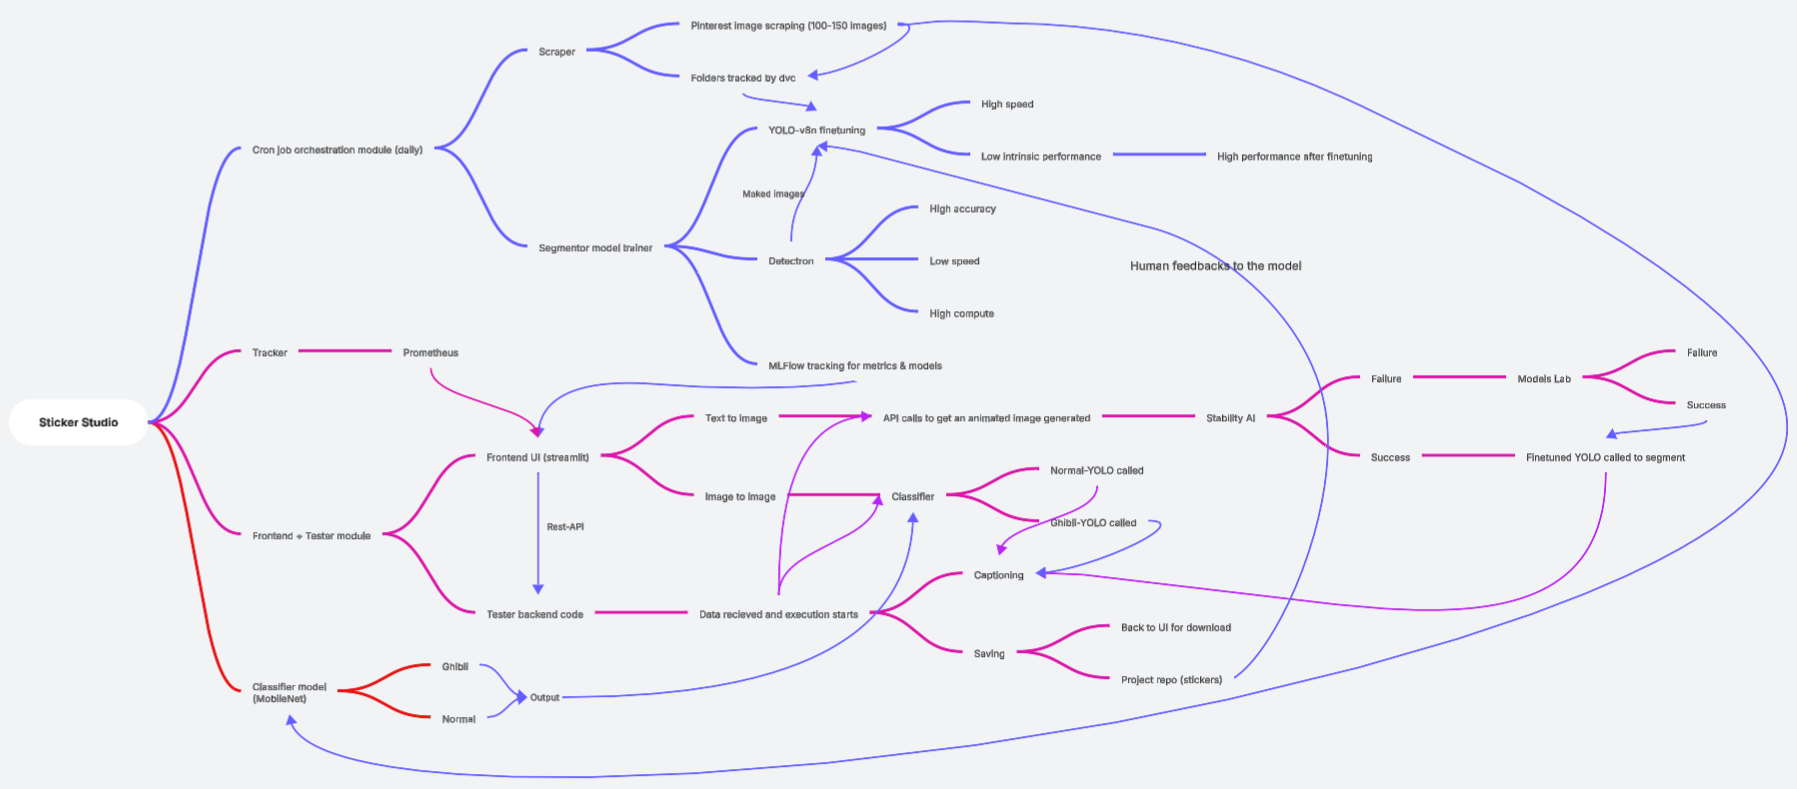 Pinterest image scraping (100-150 images)
Scraper
Folders tracked by dvc
High speed
YOLO-v8n finetuning
Cron job orchestration module (daily)
Low intrinsic performance
High performance after finetuning
Maked images
High accuracy
Segmentor model trainer
Detectron
Low speed
Human feedbacks to the model
High compute
Tracker
Prometheus
MLFlow tracking for metrics & models
Failure
Failure
Models Lab
Success
Sticker Studio
Text to Image
API calls to get an animated image generated
Stability AI
Frontend UI (streamlit)
Success
Finetuned YOLO called to segment
Normal-YOLO called
Image to Image
Classifier
Rest-API
Ghibli-YOLO called
Frontend + Tester module
Captioning
Tester backend code
Data recieved and execution starts
Back to UI for download
Saving
Ghibli
Project repo (stickers)
Classifier model
(MobileNet)
Output
Normal